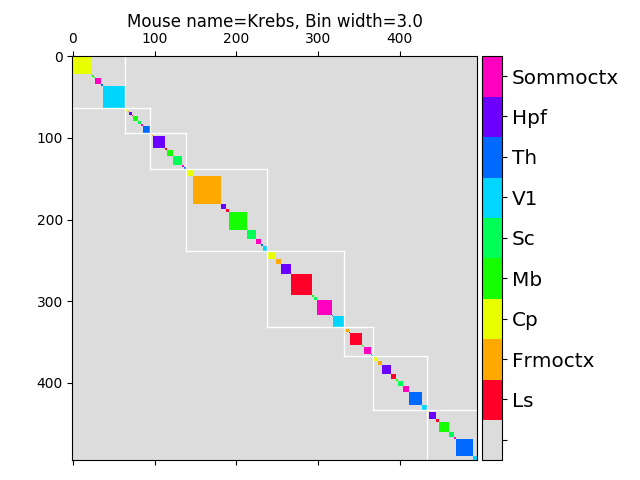 Mouse name=Krebs, Bin width=3.0
0 100 200 300 400
0
100
200
300
400
Sommoctx
Hpf
Th
V1
Sc
Mb
Cp
Frmoctx
Ls